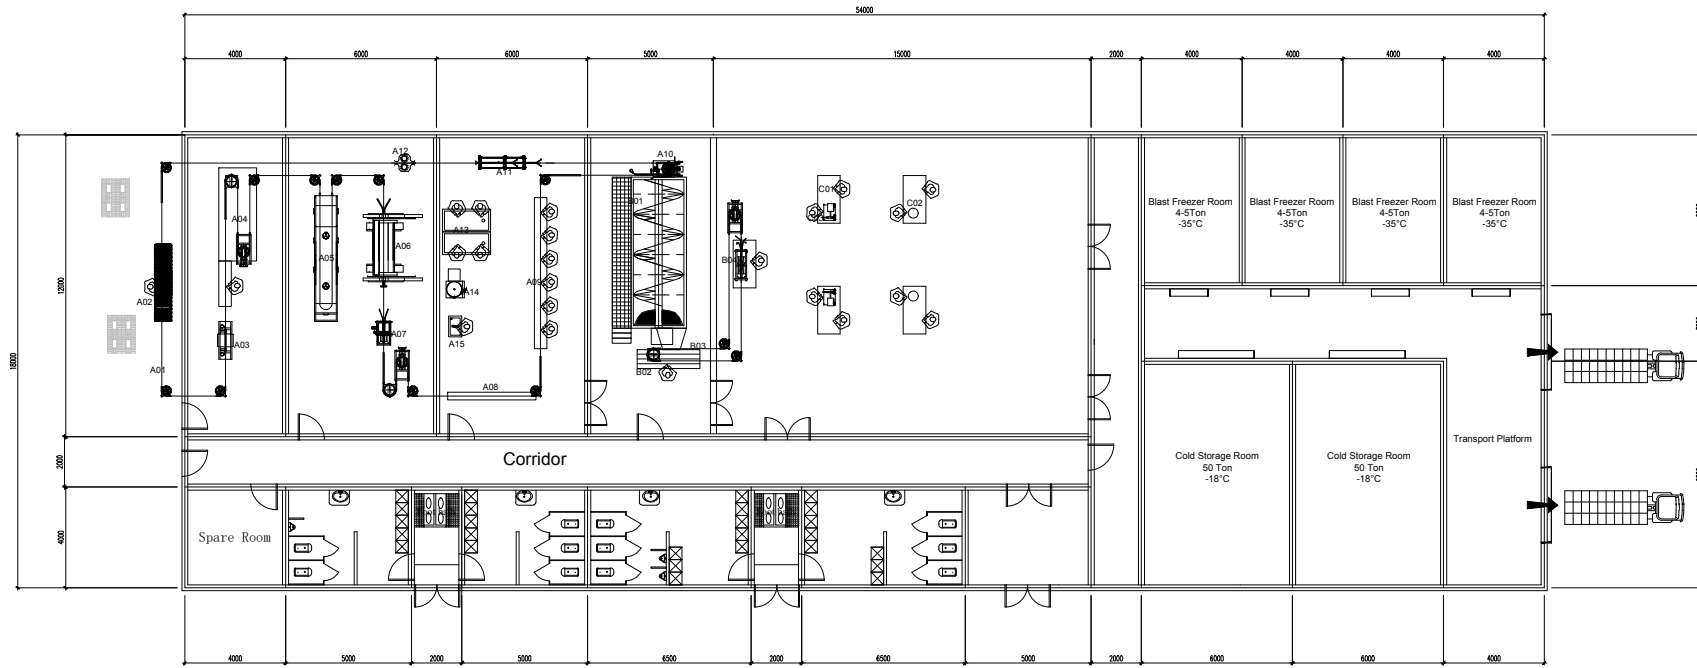 54000
4000
6000
6000
5000
15000
2000
4000
4000
4000
4000
18000
12000
2000
4000
A12
A11
A10
A04
A13
A06
A05
A02
A14
A09
A03
A07
A15
A01
A08
B01
B04
B03
B02
C01
C02
Blast Freezer Room
4-5Ton
-35°C
Blast Freezer Room
4-5Ton
-35°C
Blast Freezer Room
4-5Ton
-35°C
Blast Freezer Room
4-5Ton
-35°C
Corridor
Cold Storage Room
50 Ton
-18°C
Cold Storage Room
50 Ton
-18°C
Transport Platform
Spare Room
4000
5000
2000
5000
6500
2000
6500
5000
2000
6000
6000
4000